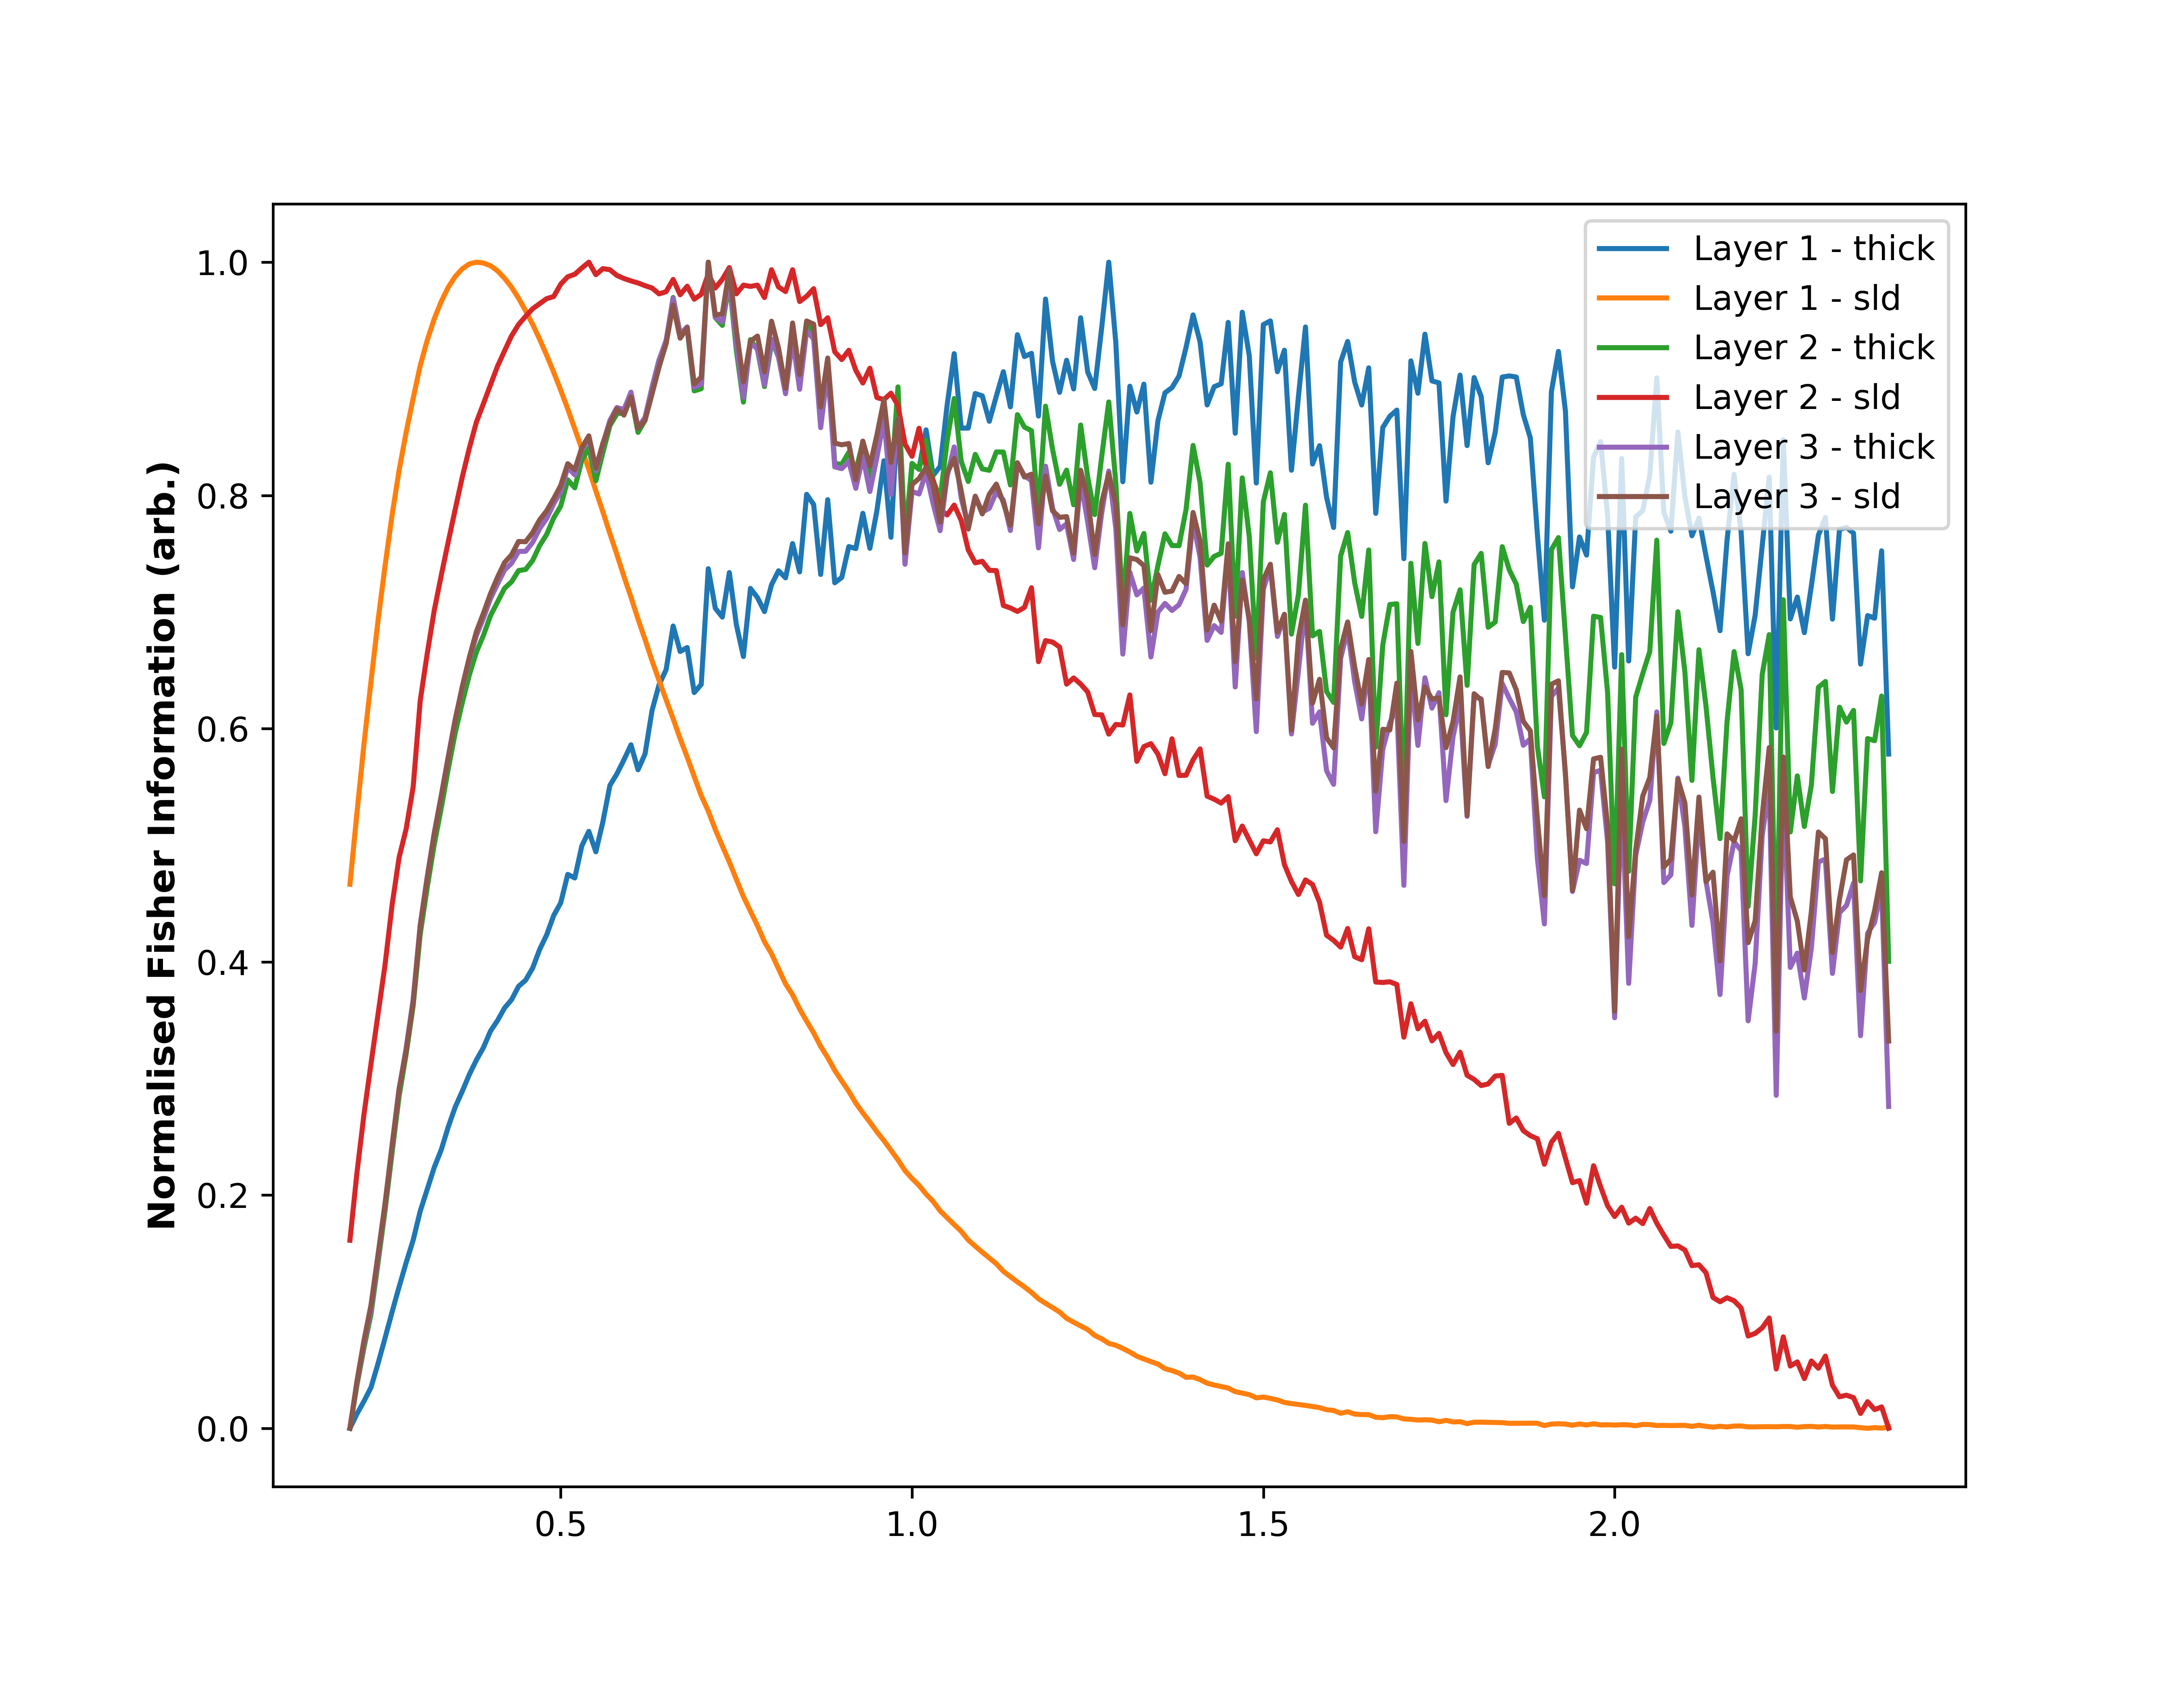 Normalised Fisher Information (arb.)
1.0
0.8
0.6
0.4
0.2
0.0
0.5
1.0
1.5
2.0
Layer 1 - thick
Layer 1 - sld
Layer 2 - thick
Layer 2 - sld
Layer 3 - thick
Layer 3 - sld